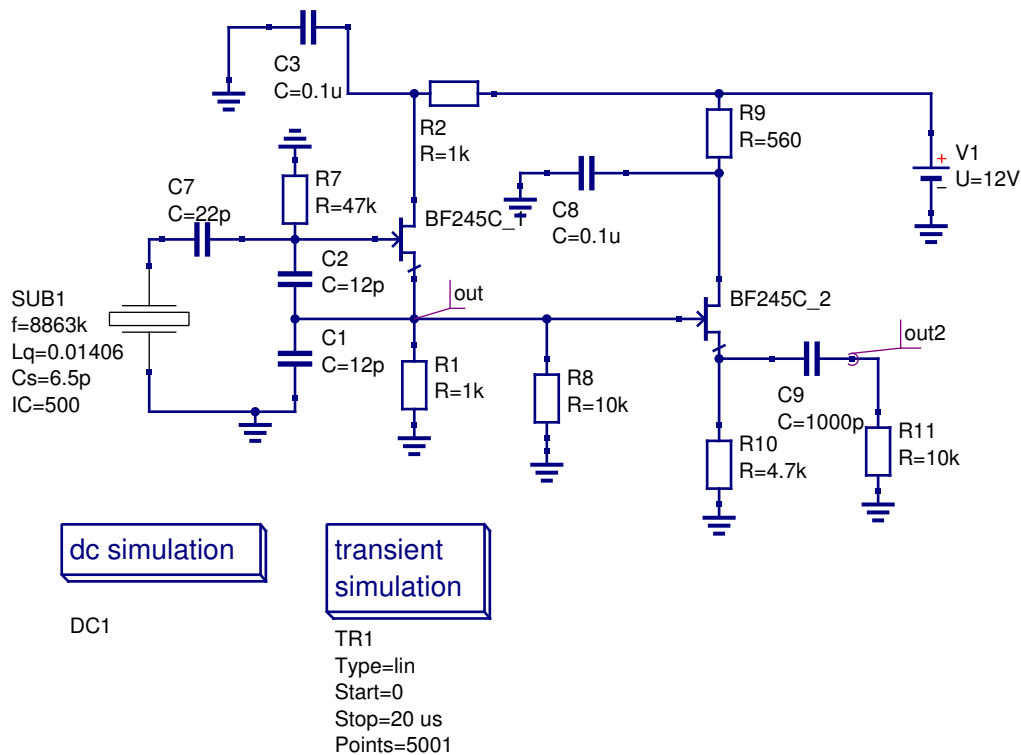 C3
C=0.1u
R2
R=1k
R9
R=560
V1
U=12V
+
−
R7
R=47k
C8
C=0.1u
C7
C=22p
BF245C_1
C2
C=12p
out
BF245C_2
out2
SUB1
f=8863k
Lq=0.01406
Cs=6.5p
IC=500
C1
C=12p
R1
R=1k
R8
R=10k
C9
C=1000p
R10
R=4.7k
R11
R=10k
dc simulation
DC1
transient
simulation
TR1
Type=lin
Start=0
Stop=20 us
Points=5001